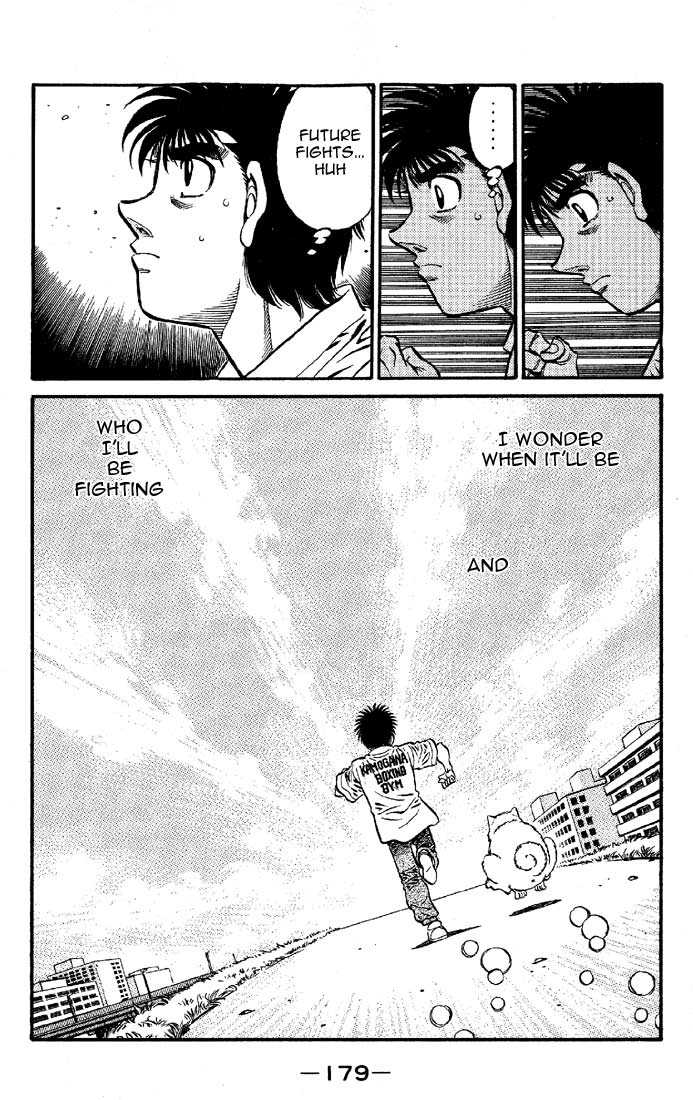 ......
FUTURE
FIGHTS...
HUH
I WONDER
WHEN IT'LL BE
AND
WHO
I'LL
BE
FIGHTING
KAMOGAWA
BOXING
GYM
—179—